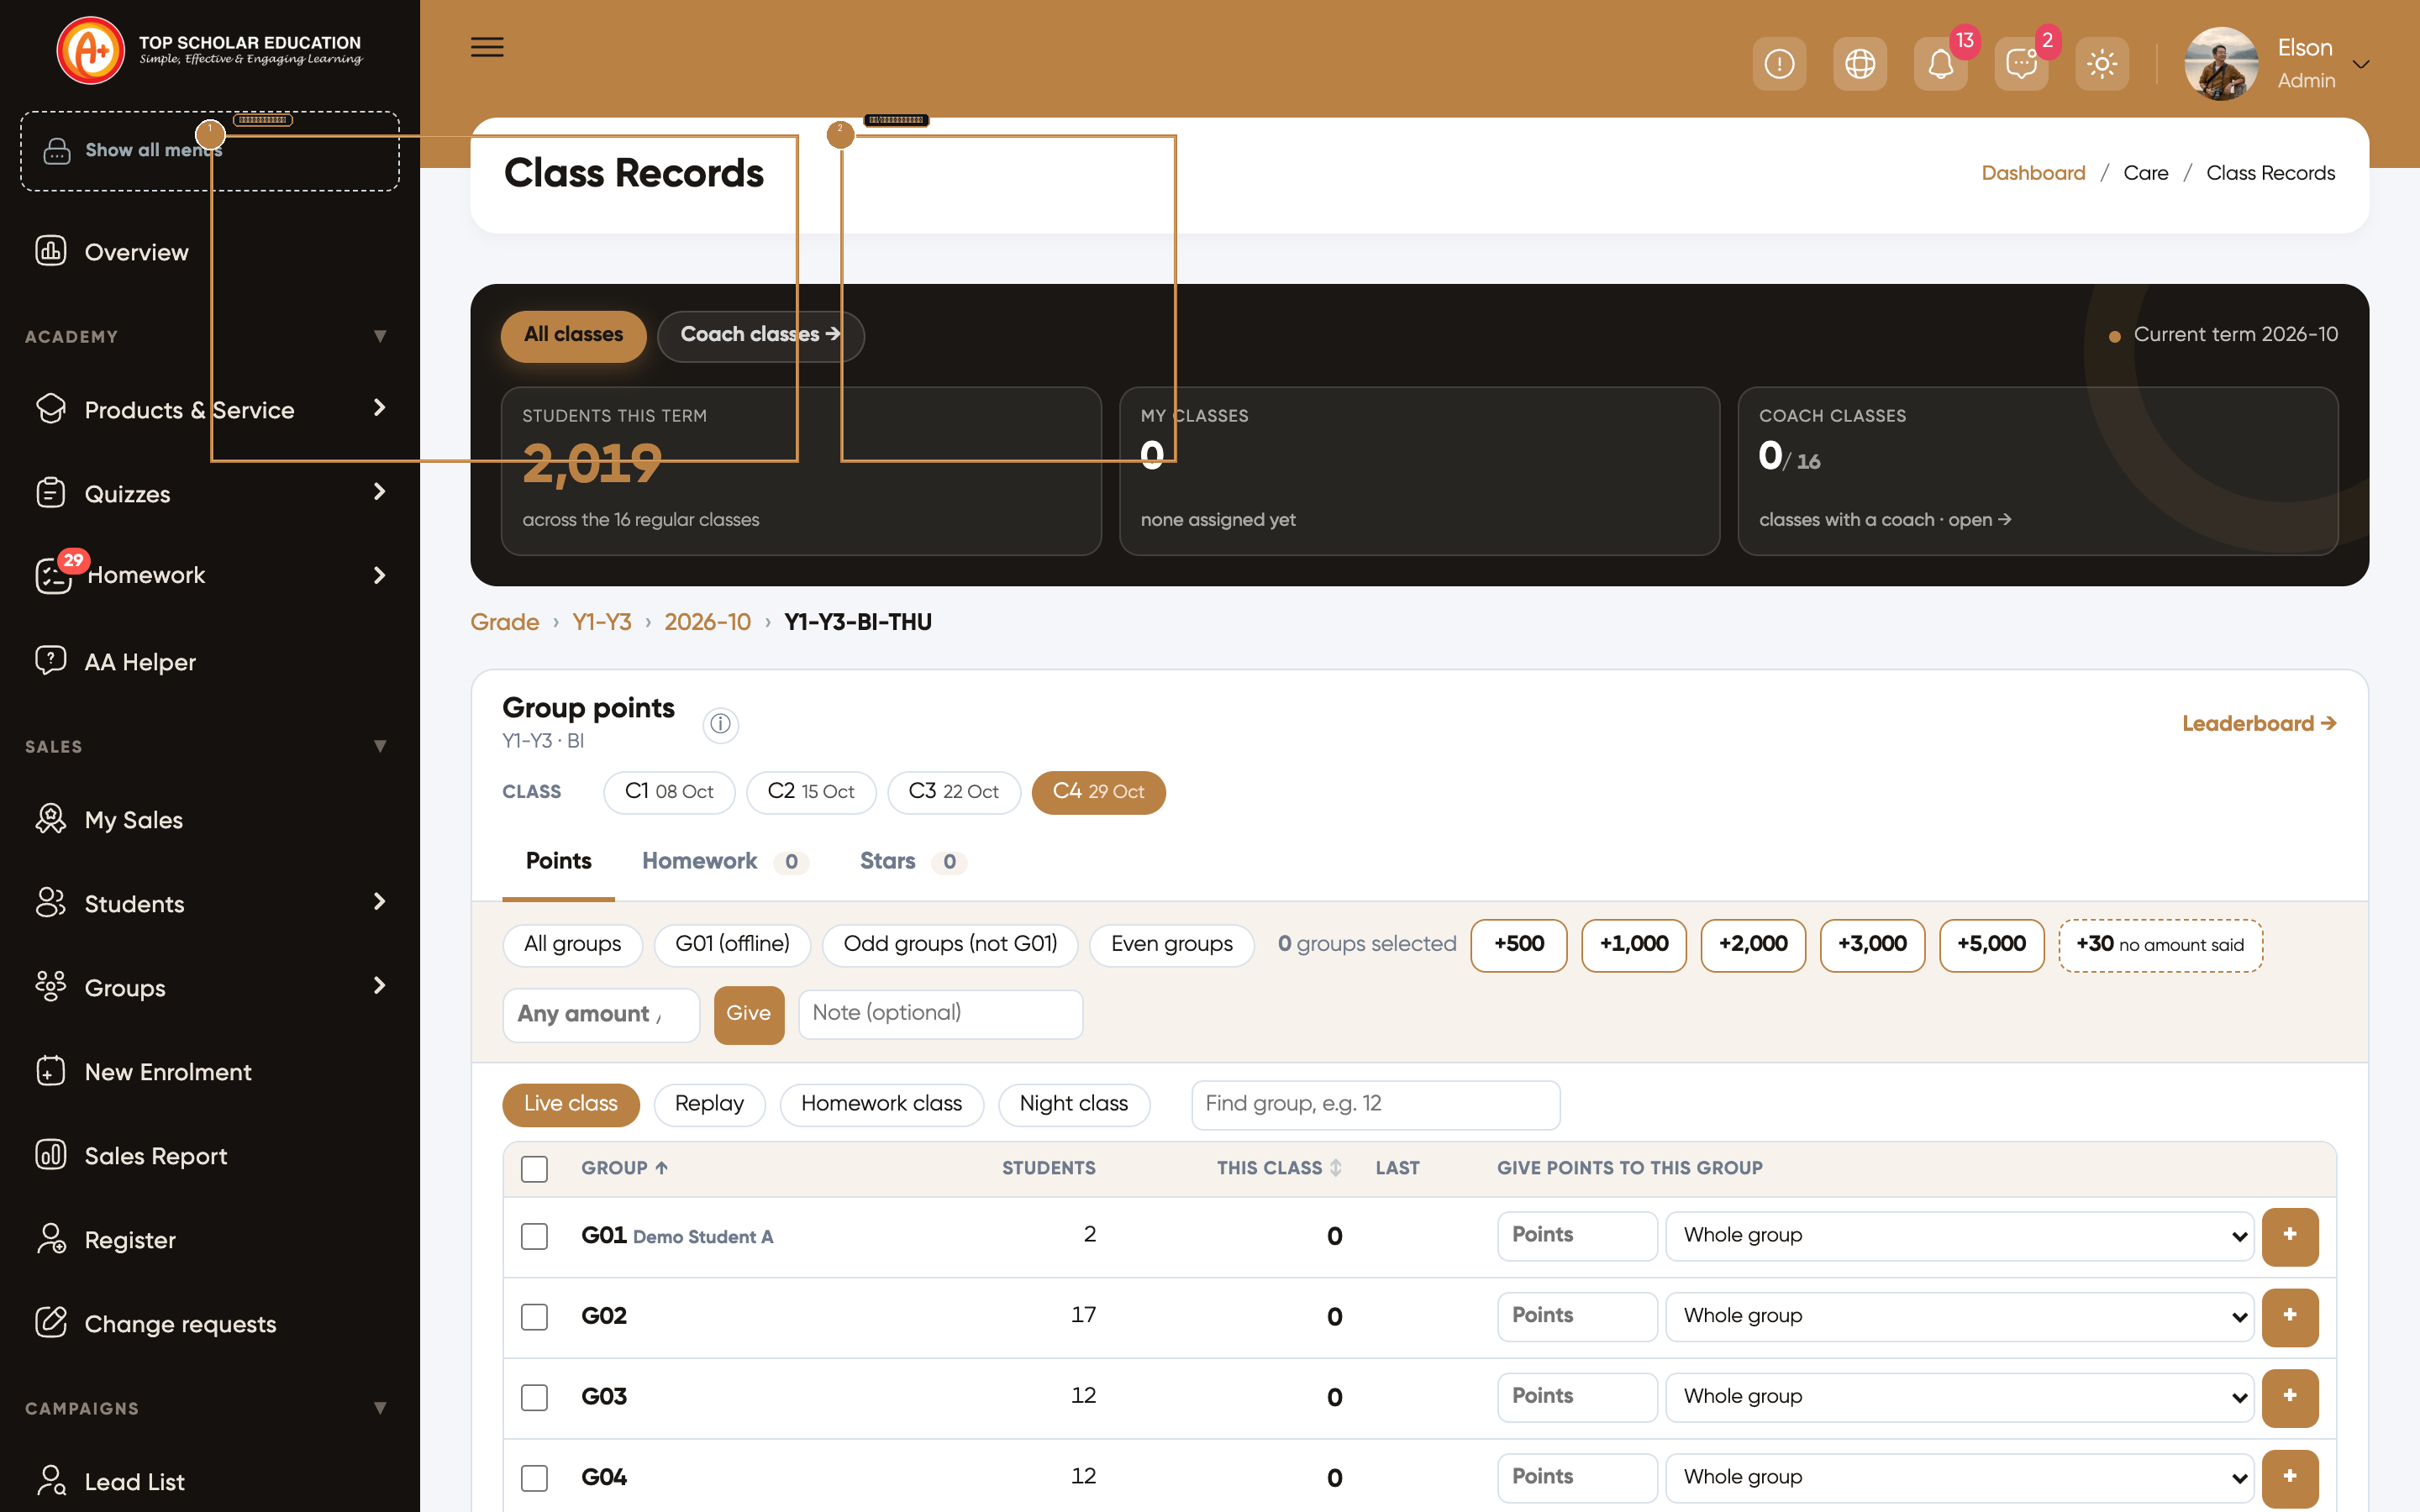 TOP SCHOLAR EDUCATION
Simple, Effective & Engaging Learning
Show all menus
Overview
ACADEMY
Products & Service
Quizzes
29
Homework
AA Helper
SALES
My Sales
Students
Groups
New Enrolment
Sales Report
Register
Change requests
CAMPAIGNS
Lead List
13
2
Elson
Admin
1
2
Class Records
Dashboard / Care / Class Records
All classes
Coach classes →
Current term 2026-10
STUDENTS THIS TERM
2,019
across the 16 regular classes
MY CLASSES
0
none assigned yet
COACH CLASSES
0/ 16
classes with a coach · open →
Grade › Y1-Y3 › 2026-10 › Y1-Y3-BI-THU
Group points
Y1-Y3 · BI
Leaderboard →
CLASS C1 08 Oct C2 15 Oct C3 22 Oct C4 29 Oct
Points Homework 0 Stars 0
All groups G01 (offline) Odd groups (not G01) Even groups 0 groups selected +500 +1,000 +2,000 +3,000 +5,000 +30 no amount said
Any amount Give Note (optional)
Live class Replay Homework class Night class Find group, e.g. 12
GROUP ↑ STUDENTS THIS CLASS LAST GIVE POINTS TO THIS GROUP
G01 Demo Student A 2 0 Points Whole group +
G02 17 0 Points Whole group +
G03 12 0 Points Whole group +
G04 12 0 Points Whole group +